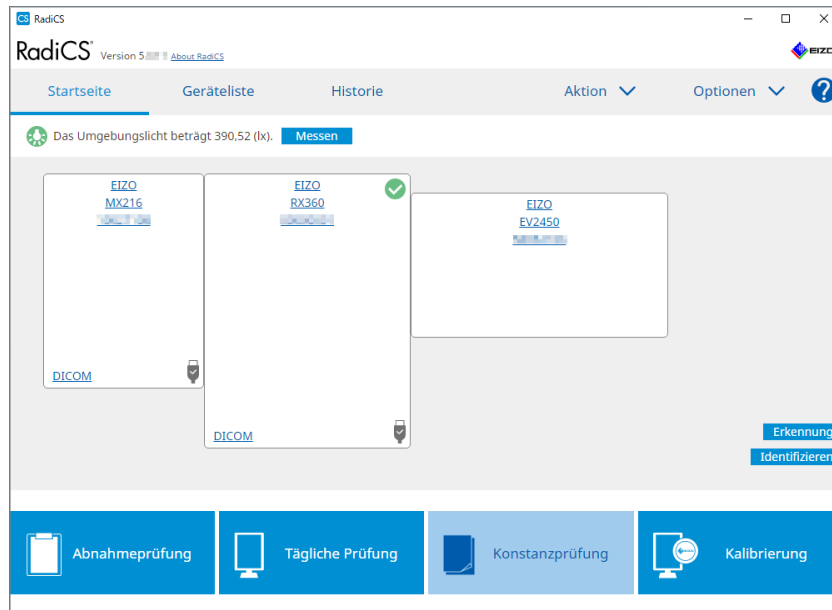 CS RadiCS
RadiCS® Version 5. About RadiCS
EIZO
Startseite Geräteliste Historie Aktion Optionen ?
Das Umgebungslicht beträgt 390,52 (lx). Messen
EIZO
MX216
DICOM
EIZO
RX360
DICOM
EIZO
EV2450
Erkennung
Identifizieren
Abnahmeprüfung
Tägliche Prüfung
Konstanzprüfung
Kalibrierung